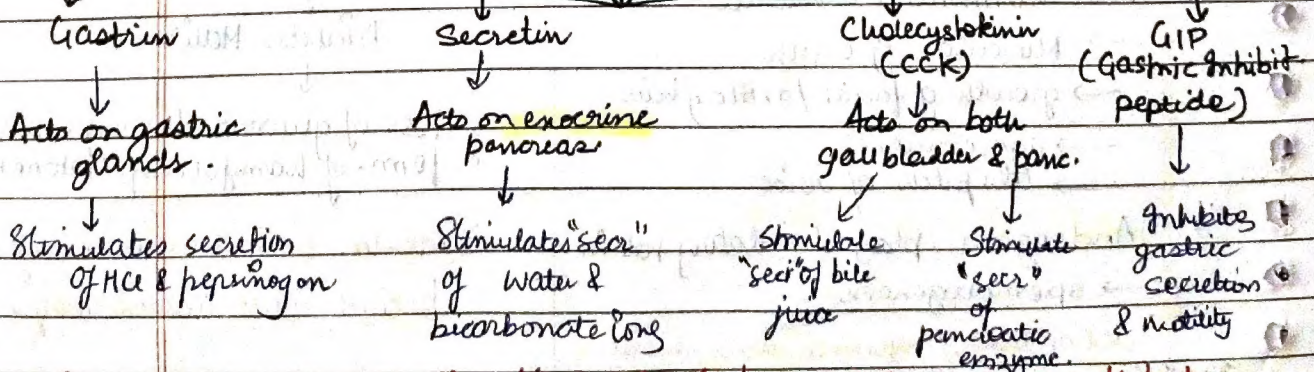 Gastrin
Acts on gastric
glands.
Stimulates secretion
of HCl & pepsinogen
Secretin
Acts on exocrine
pancreas
Stimulates "secr"
of water &
bicarbonate ions
Cholecystokinin
(CCK)
Acts on both
gaubladder & panc.
Stimulate
"secr" of bile
juice
Stimulate
"secr"
of
pancreatic
enzyme.
GIP
(Gastric Inhibit.
peptide)
Inhibits
gastric
secretion
& motility